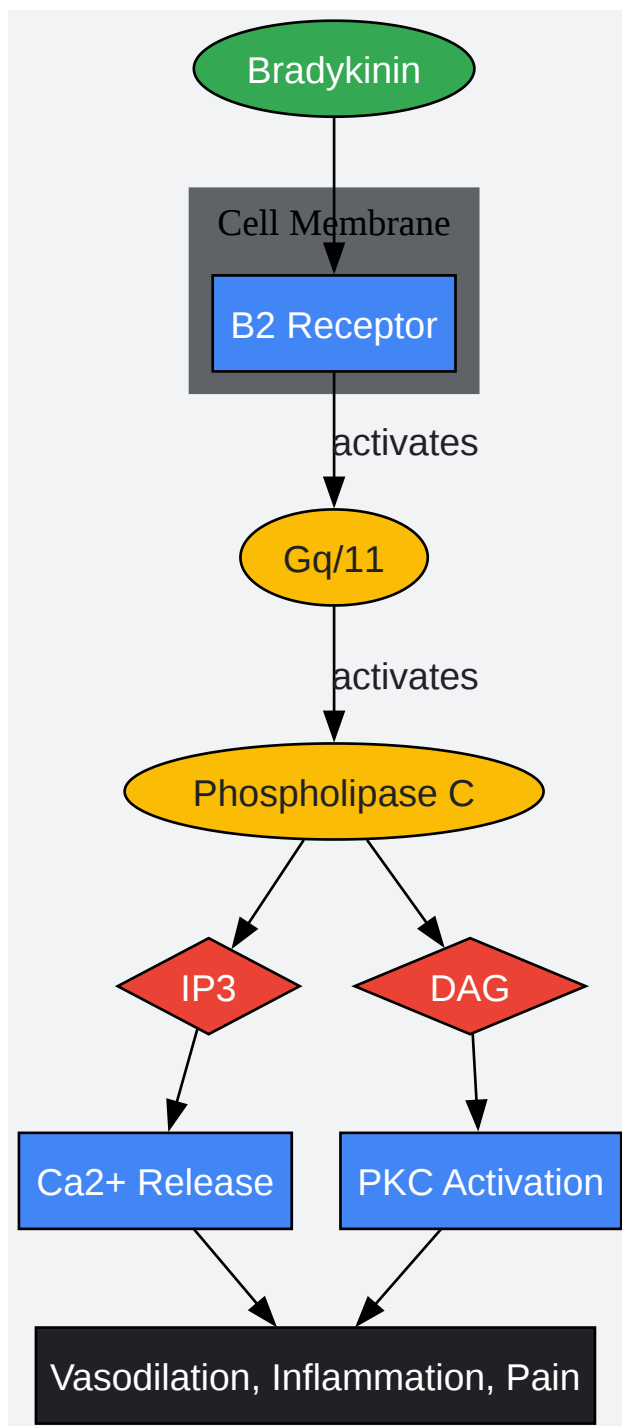 Bradykinin
Cell Membrane
B2 Receptor
activates
Gq/11
activates
Phospholipase C
IP3
DAG
Ca2+ Release
PKC Activation
Vasodilation, Inflammation, Pain